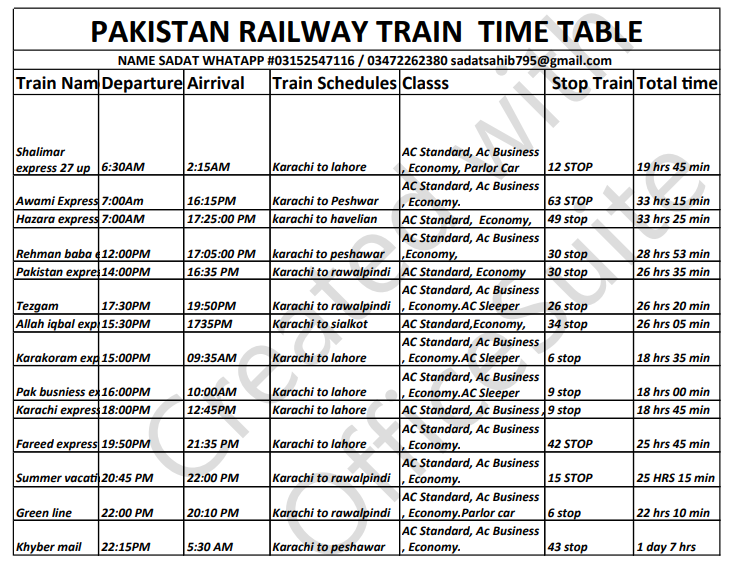 PAKISTAN RAILWAY TRAIN TIME TABLE
NAME SADAT WHATAPP #03152547116 / 03472262380 sadatsahib795@gmail.com
Train Nam Departure Airrival Train Schedules Classs Stop Train Total time
Shalimar
express 27 up 6:30AM 2:15AM Karachi to lahore AC Standard, Ac Business
, Economy, Parlor Car 12 STOP 19 hrs 45 min
AC Standard, Ac Business
Awami Express 7:00Am 16:15PM Karachi to Peshwar , Economy. 63 STOP 33 hrs 15 min
Hazara express 7:00AM 17:25:00 PM karachi to havelian AC Standard, Economy, 49 stop 33 hrs 25 min
AC Standard, Ac Business
Rehman baba e 12:00PM 17:05:00 PM karachi to peshawar ,Economy, 30 stop 28 hrs 53 min
Pakistan expre 14:00PM 16:35 PM Karachi to rawalpindi AC Standard, Economy 30 stop 26 hrs 35 min
AC Standard, Ac Business
Tezgam 17:30PM 19:50PM Karachi to rawalpindi , Economy.AC Sleeper 26 stop 26 hrs 20 min
Allah iqbal exp 15:30PM 1735PM Karachi to sialkot AC Standard,Economy, 34 stop 26 hrs 05 min
AC Standard, Ac Business
Karakoram exp 15:00PM 09:35AM Karachi to lahore , Economy.AC Sleeper 6 stop 18 hrs 35 min
AC Standard, Ac Business
Pak busniess ex 16:00PM 10:00AM Karachi to lahore , Economy.AC Sleeper 9 stop 18 hrs 00 min
Karachi express 18:00PM 12:45PM Karachi to lahore AC Standard, Ac Business , 9 stop 18 hrs 45 min
AC Standard, Ac Business
Fareed express 19:50PM 21:35 PM Karachi to lahore , Economy. 42 STOP 25 hrs 45 min
AC Standard, Ac Business
Summer vacati 20:45 PM 22:00 PM Karachi to rawalpindi , Economy. 15 STOP 25 HRS 15 min
AC Standard, Ac Business
Green line 22:00 PM 20:10 PM Karachi to rawalpindi , Economy.Parlor car 6 stop 22 hrs 10 min
AC Standard, Ac Business
Khyber mail 22:15PM 5:30 AM Karachi to peshawar , Economy. 43 stop 1 day 7 hrs
Created with
OfficeSuite